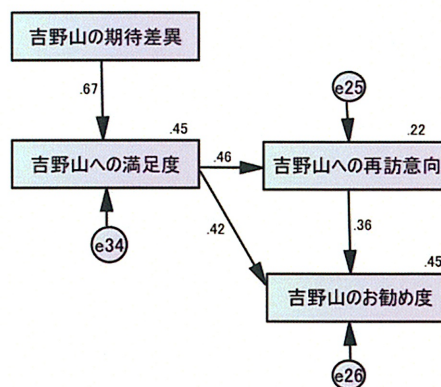 吉野山の期待差異
.67
e25
.45
.22
吉野山への満足度
.46
吉野山への再訪意向
.42
.36
e34
.45
吉野山のお勧め度
e26